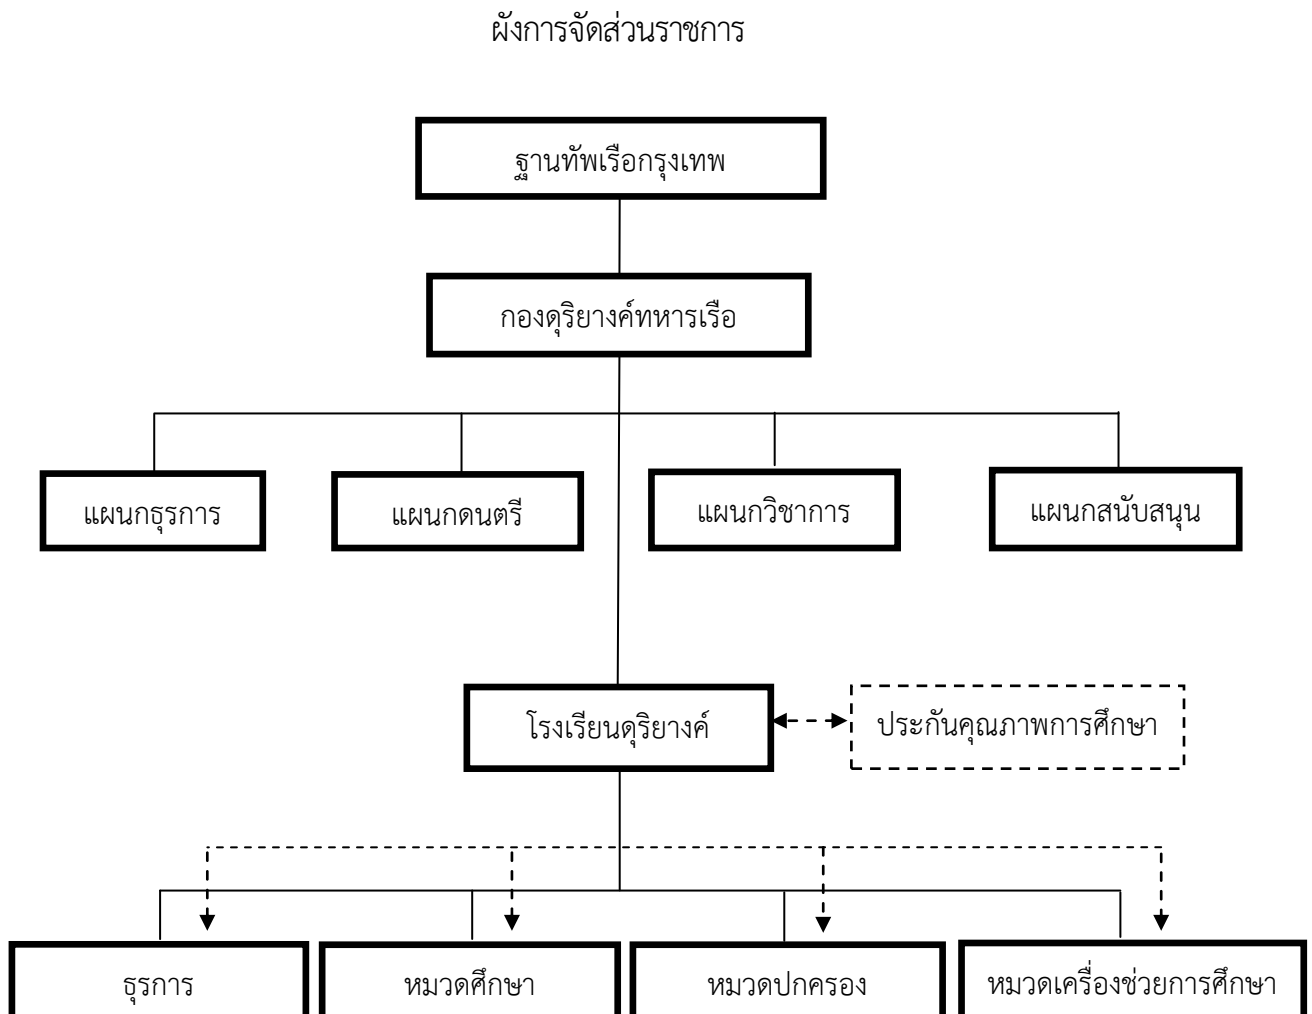 ผังการจัดส่วนราชการ
ฐานทัพเรือกรุงเทพ
กองดุริยางค์ทหารเรือ
แผนกธุรการ
แผนกดนตรี
แผนกวิชาการ
แผนกสนับสนุน
โรงเรียนดุริยางค์
ประกันคุณภาพการศึกษา
ธุรการ
หมวดศึกษา
หมวดปกครอง
หมวดเครื่องช่วยการศึกษา